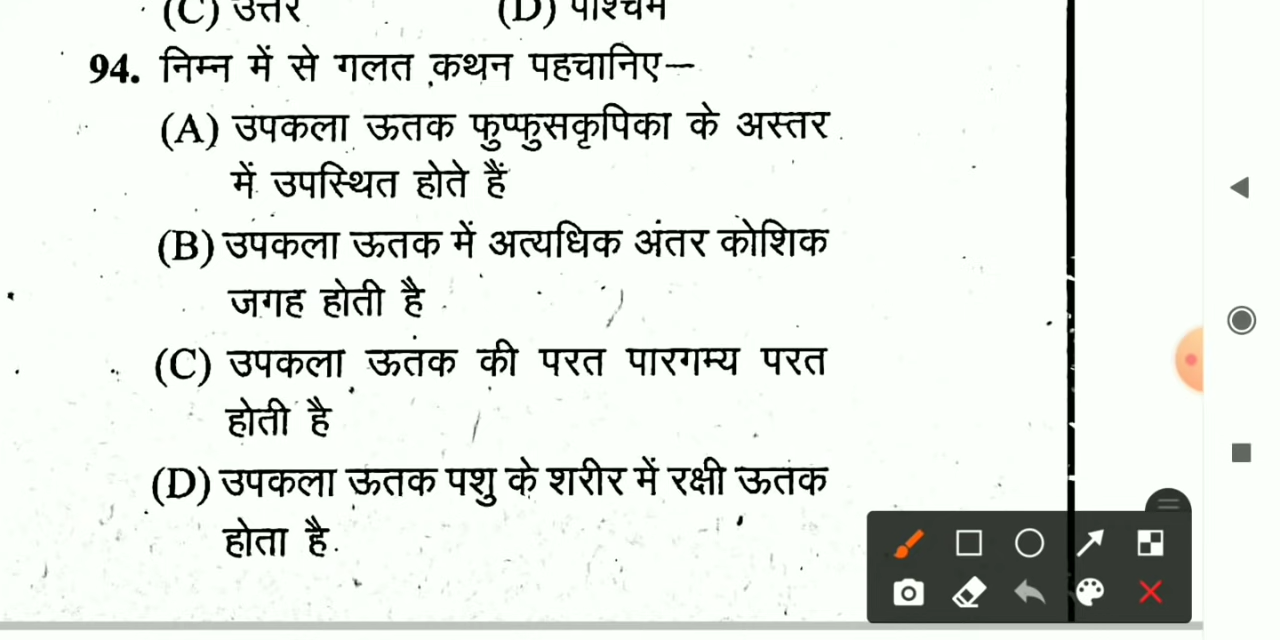 (C) उत्तर (D) पश्चिम
94. निम्न में से गलत कथन पहचानिए–
(A) उपकला ऊतक फुप्फुसकृपिका के अस्तर
में उपस्थित होते हैं
(B) उपकला ऊतक में अत्यधिक अंतर कोशिक
जगह होती है
(C) उपकला ऊतक की परत पारगम्य परत
होती है
(D) उपकला ऊतक पशु के शरीर में रक्षी ऊतक
होता है